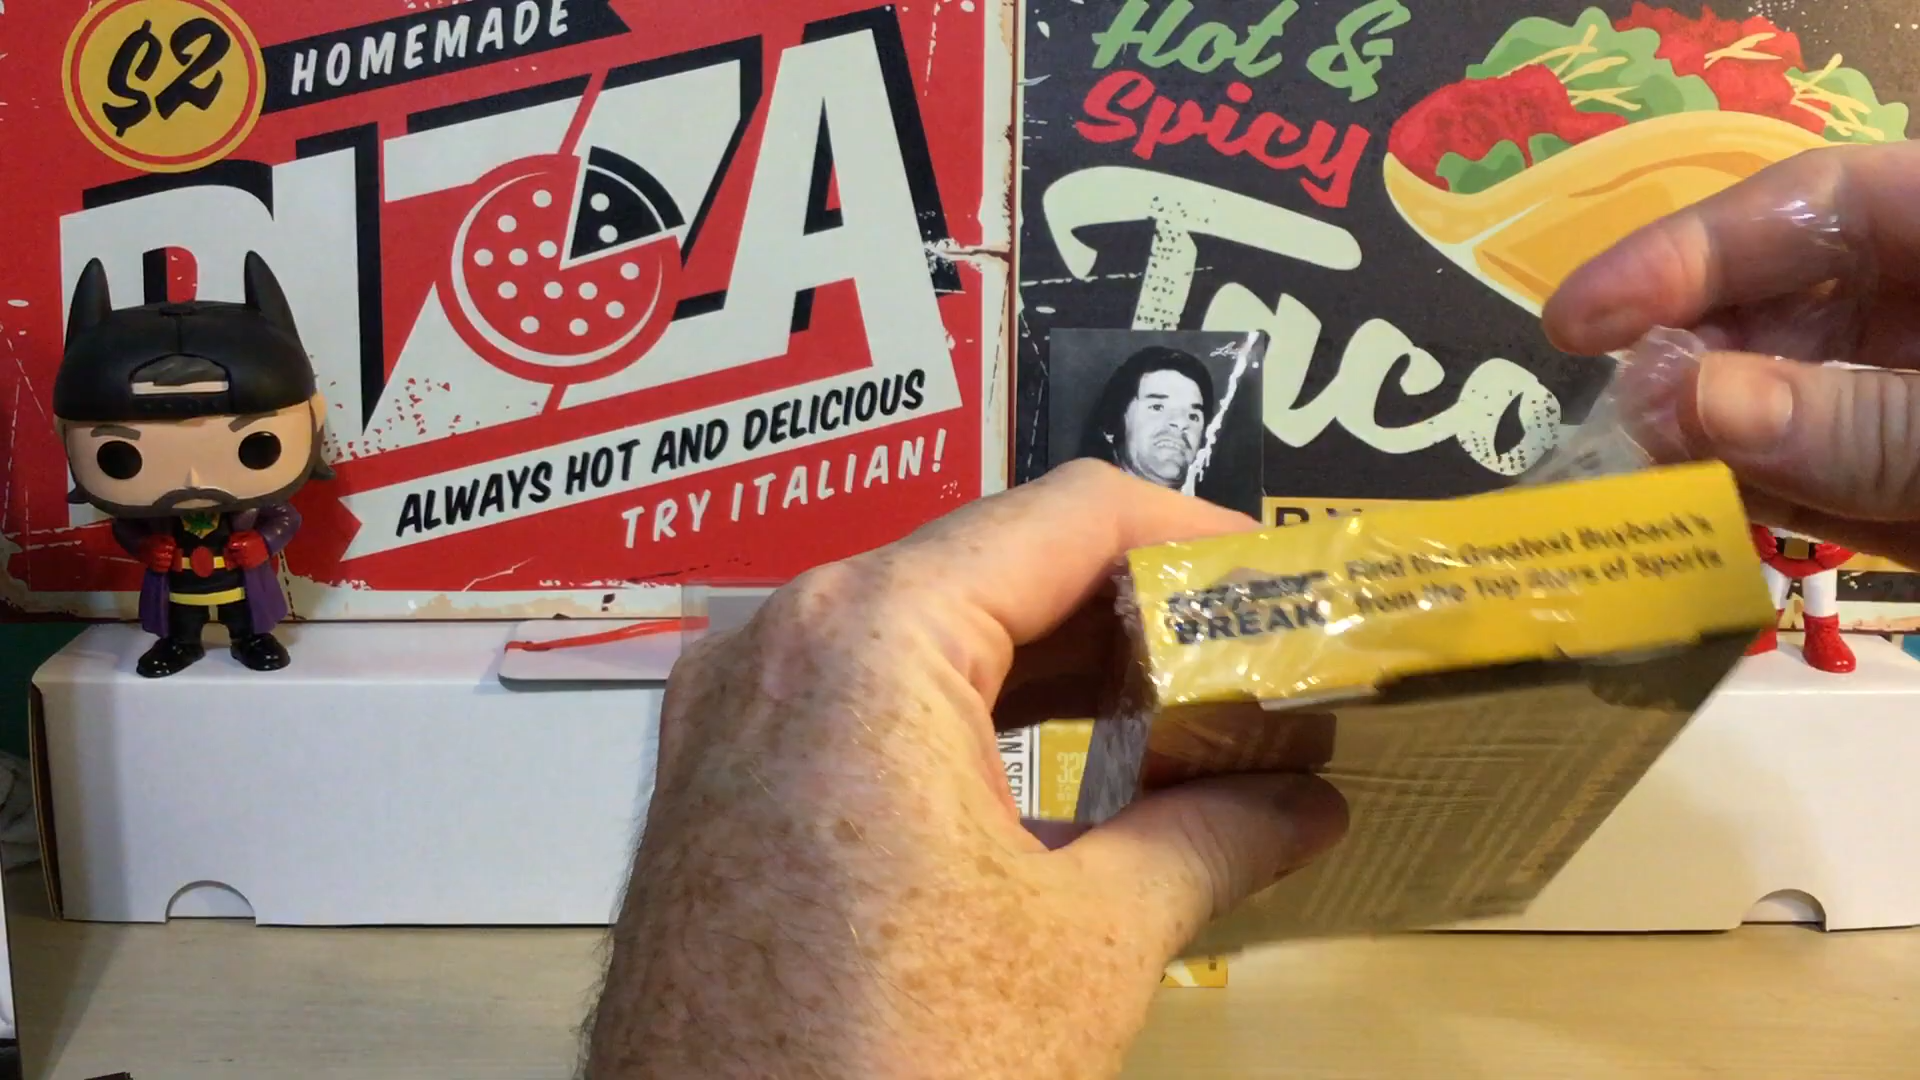 $2
HOMEMADE
PIZZA
ALWAYS HOT AND DELICIOUS
TRY ITALIAN!
Hot &
Spicy
Taco
Leaf
BREAK
Find the Greatest Buyback's
from the Top Stars of Sports